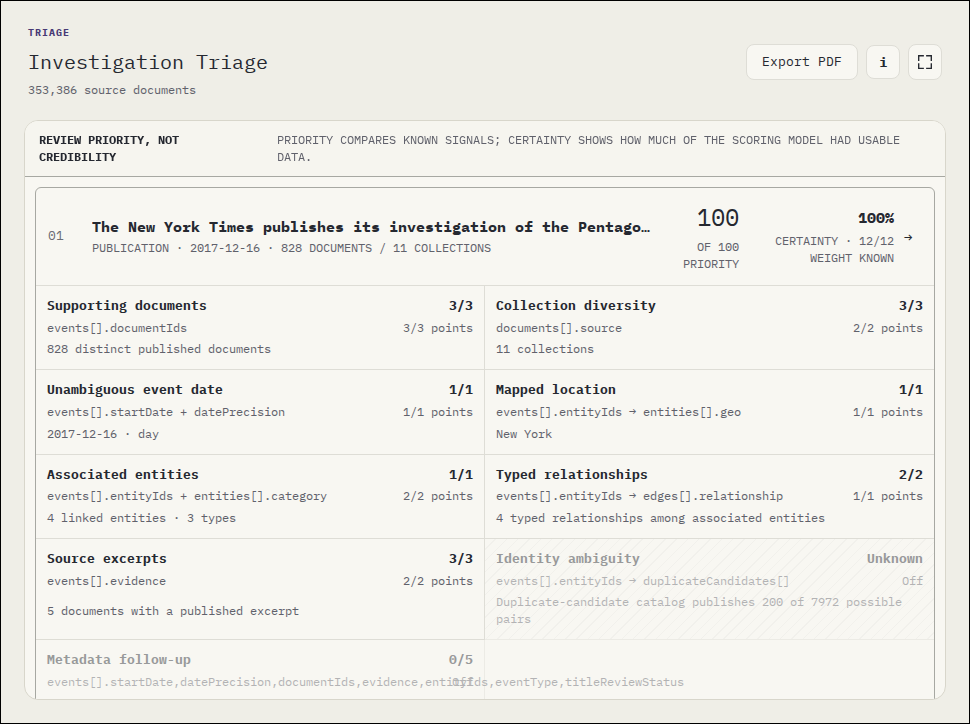 TRIAGE
Investigation Triage
353,386 source documents
Export PDF
i
REVIEW PRIORITY, NOT
CREDIBILITY
PRIORITY COMPARES KNOWN SIGNALS; CERTAINTY SHOWS HOW MUCH OF THE SCORING MODEL HAD USABLE
DATA.
01
The New York Times publishes its investigation of the Pentago…
PUBLICATION · 2017-12-16 · 828 DOCUMENTS / 11 COLLECTIONS
100
OF 100
PRIORITY
100%
CERTAINTY · 12/12
WEIGHT KNOWN
→
Supporting documents 3/3
events[].documentIds 3/3 points
828 distinct published documents
Collection diversity 3/3
documents[].source 2/2 points
11 collections
Unambiguous event date 1/1
events[].startDate + datePrecision 1/1 points
2017-12-16 · day
Mapped location 1/1
events[].entityIds → entities[].geo 1/1 points
New York
Associated entities 1/1
events[].entityIds + entities[].category 2/2 points
4 linked entities · 3 types
Typed relationships 2/2
events[].entityIds → edges[].relationship 1/1 points
4 typed relationships among associated entities
Source excerpts 3/3
events[].evidence 2/2 points
5 documents with a published excerpt
Identity ambiguity Unknown
events[].entityIds → duplicateCandidates[] Off
Duplicate-candidate catalog publishes 200 of 7972 possible
pairs
Metadata follow-up 0/5
events[].startDate,datePrecision,documentIds,evidence,entityIds,eventType,titleReviewStatus Off